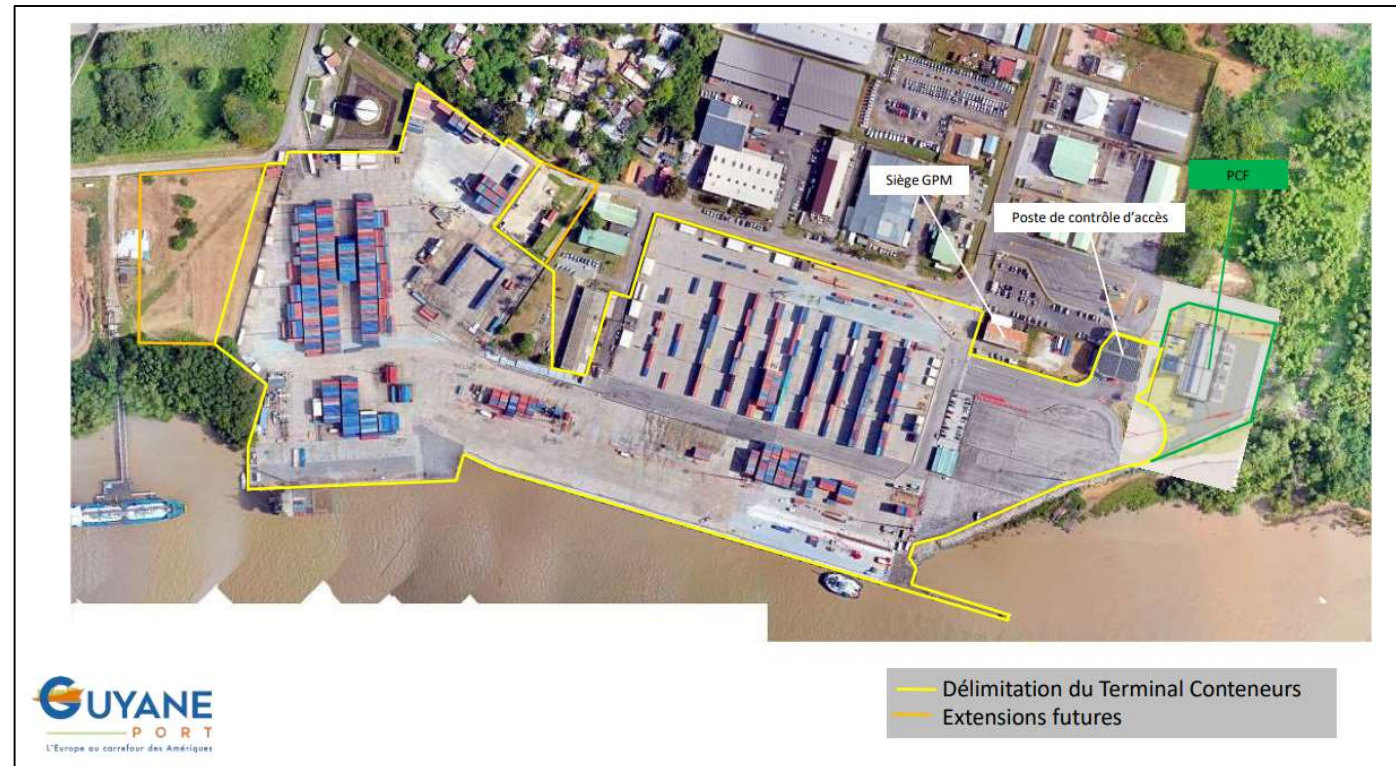 Siège GPM
PCF
Poste de contrôle d'accès
GUYANE
PORT
L'Europe au carrefour des Amériques
Délimitation du Terminal Conteneurs
Extensions futures